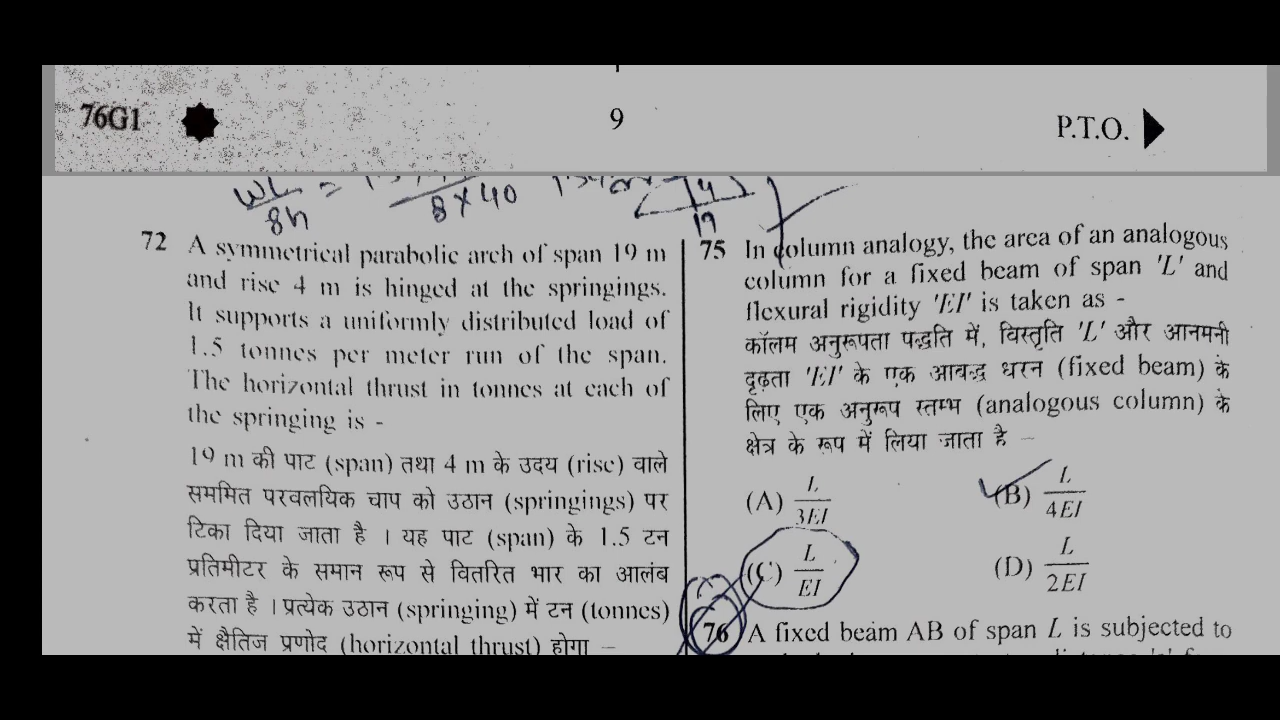 76G1
9
P.T.O.
8 × 40
8h
19
72 A symmetrical parabolic arch of span 19 m
and rise 4 m is hinged at the springings.
It supports a uniformly distributed load of
1.5 tonnes per meter run of the span.
The horizontal thrust in tonnes at each of
the springing is -
19 m की पाट (span) तथा 4 m के उदय (rise) वाले
सममित परवलयिक चाप को उठान (springings) पर
टिका दिया जाता है । यह पाट (span) के 1.5 टन
प्रतिमीटर के समान रूप से वितरित भार का आलंब
करता है । प्रत्येक उठान (springing) में टन (tonnes)
में क्षैतिज प्रणोद (horizontal thrust) होगा –
75 In column analogy, the area of an analogous
column for a fixed beam of span 'L' and
flexural rigidity 'EI' is taken as -
कॉलम अनुरूपता पद्धति में, विस्तृति 'L' और आनमनी
दृढ़ता 'EI' के एक आबद्ध धरन (fixed beam) के
लिए एक अनुरूप स्तम्भ (analogous column) के
क्षेत्र के रूप में लिया जाता है –
(A) L/3EI (B) L/4EI
(C) L/EI (D) L/2EI
76 A fixed beam AB of span L is subjected to